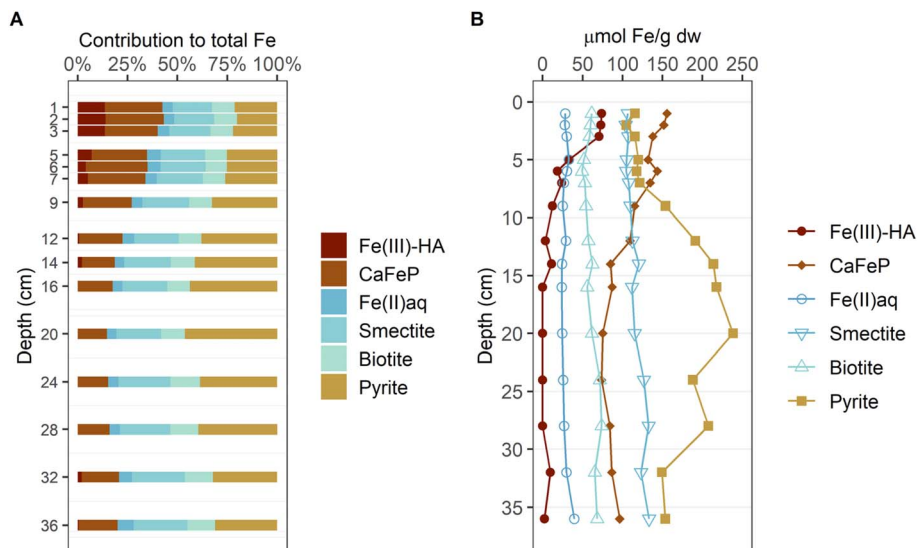 A
Contribution to total Fe
0% 25% 50% 75% 100%
Depth (cm)
1
2
3
5
6
7
9
12
14
16
20
24
28
32
36
Fe(III)-HA
CaFeP
Fe(II)aq
Smectite
Biotite
Pyrite
B
μmol Fe/g dw
0 50 100 150 200 250
Depth (cm)
0
5
10
15
20
25
30
35
Fe(III)-HA
CaFeP
Fe(II)aq
Smectite
Biotite
Pyrite